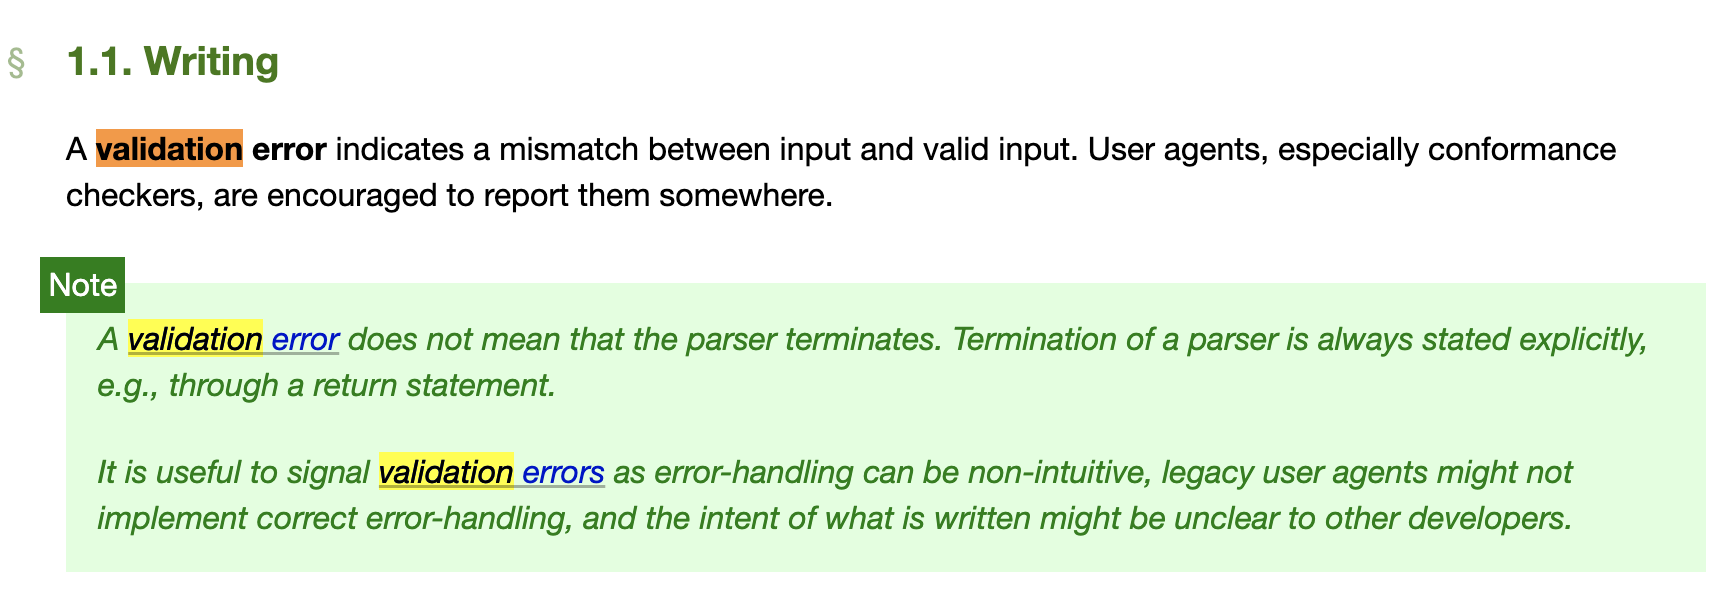 § 1.1. Writing
A validation error indicates a mismatch between input and valid input. User agents, especially conformance
checkers, are encouraged to report them somewhere.
Note
A validation error does not mean that the parser terminates. Termination of a parser is always stated explicitly,
e.g., through a return statement.
It is useful to signal validation errors as error-handling can be non-intuitive, legacy user agents might not
implement correct error-handling, and the intent of what is written might be unclear to other developers.